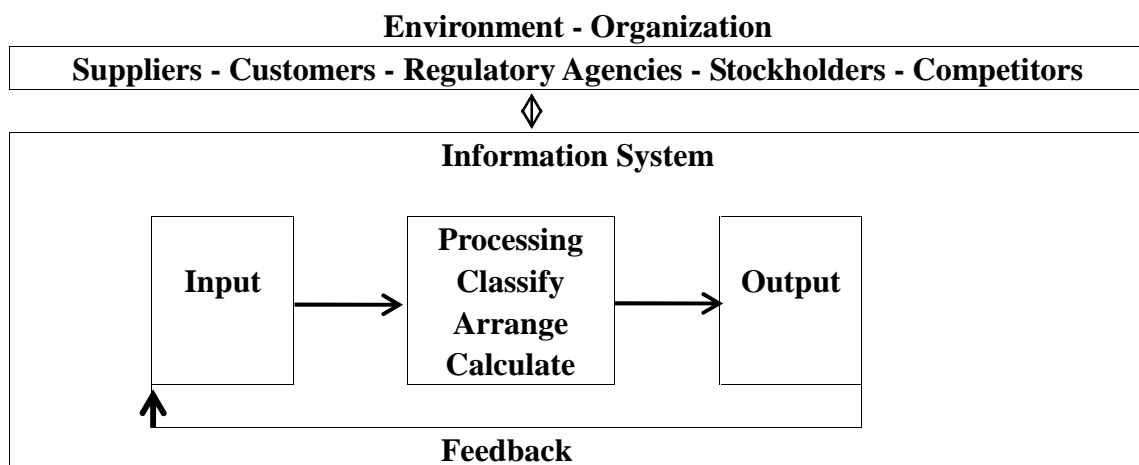 Environment - Organization
Suppliers - Customers - Regulatory Agencies - Stockholders - Competitors
Information System
Input
Processing
Classify
Arrange
Calculate
Output
Feedback